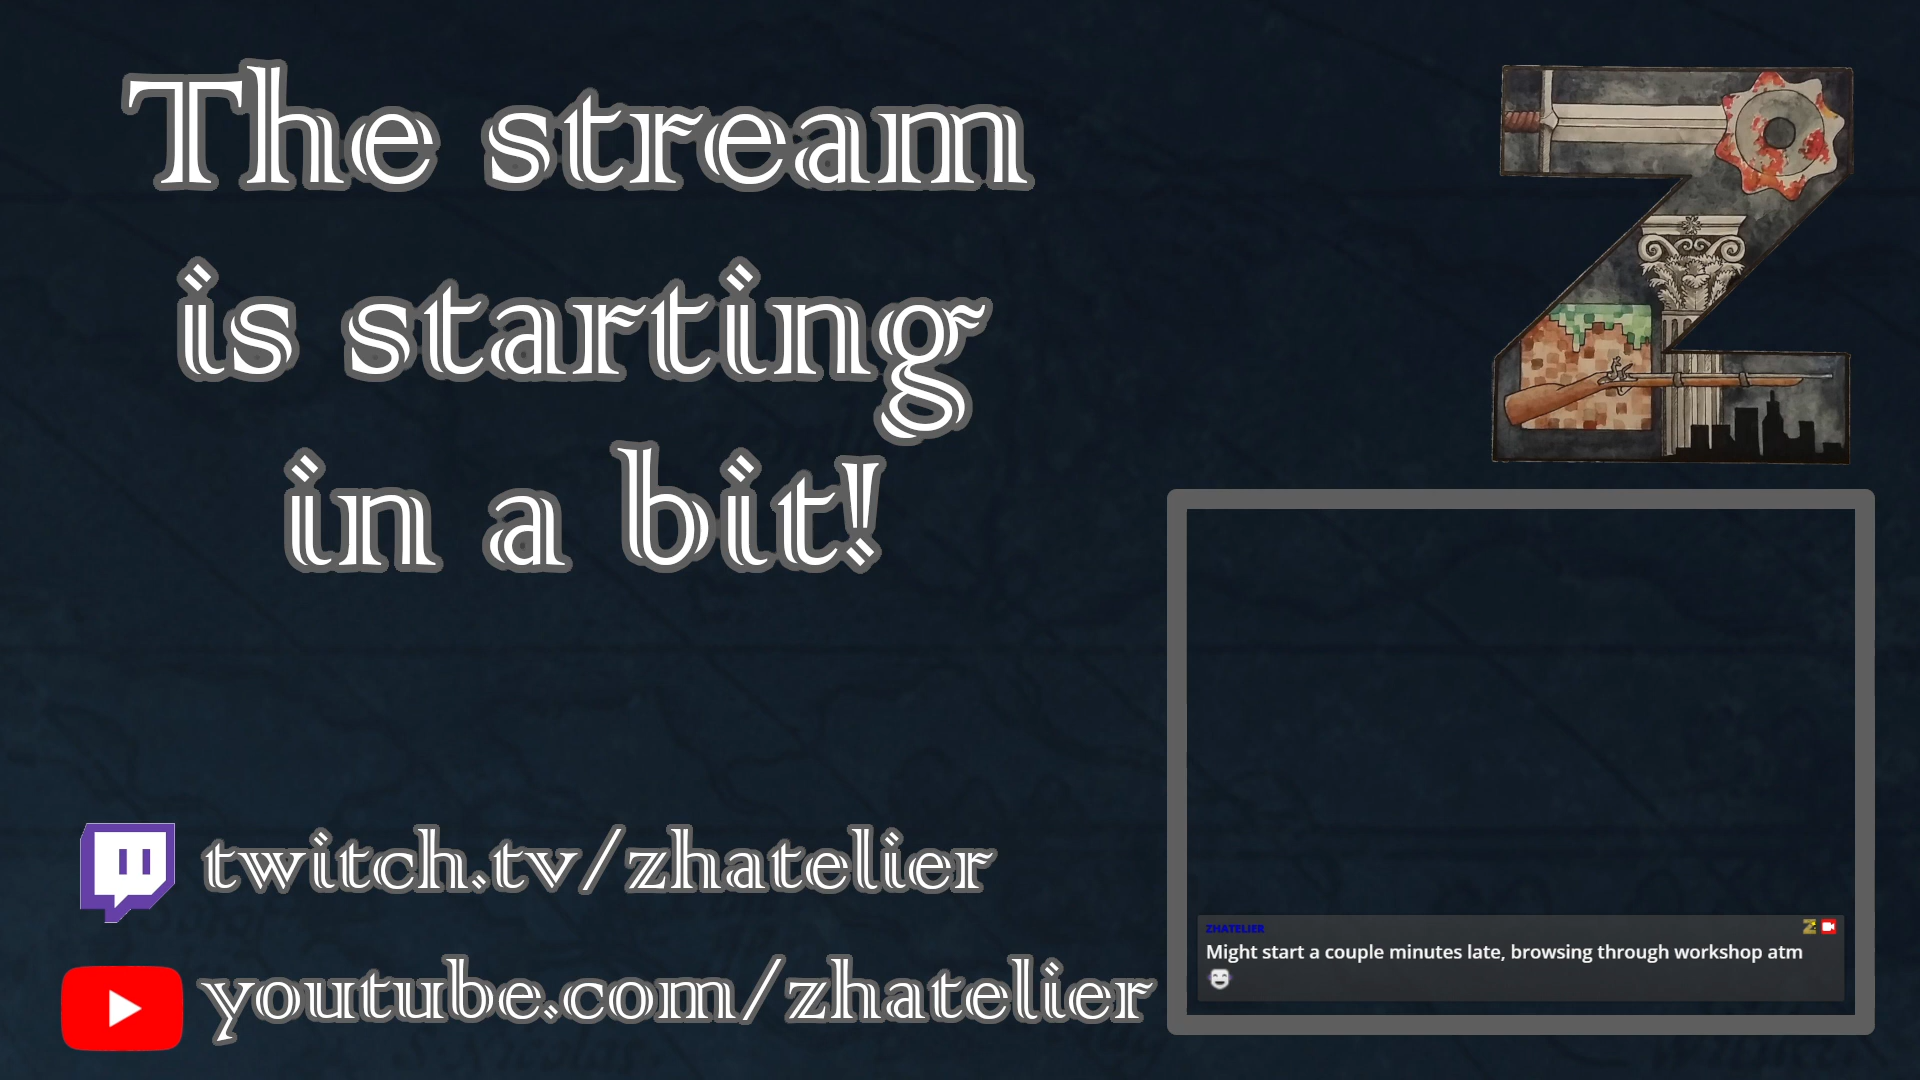 The stream
is starting
in a bit!
twitch.tv/zhatelier
youtube.com/zhatelier
ZHATELIER
Might start a couple minutes late, browsing through workshop atm